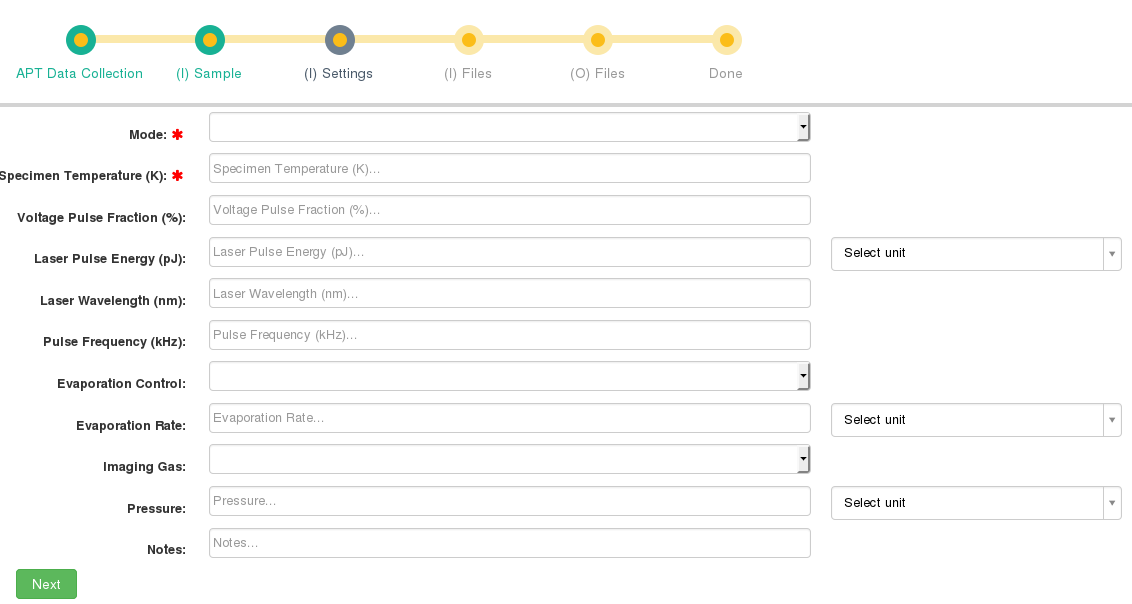 APT Data Collection (I) Sample (I) Settings (I) Files (O) Files Done
Mode: ✱
Specimen Temperature (K): ✱ Specimen Temperature (K)...
Voltage Pulse Fraction (%): Voltage Pulse Fraction (%)...
Laser Pulse Energy (pJ): Laser Pulse Energy (pJ)... Select unit
Laser Wavelength (nm): Laser Wavelength (nm)...
Pulse Frequency (kHz): Pulse Frequency (kHz)...
Evaporation Control:
Evaporation Rate: Evaporation Rate... Select unit
Imaging Gas:
Pressure: Pressure... Select unit
Notes: Notes...
Next